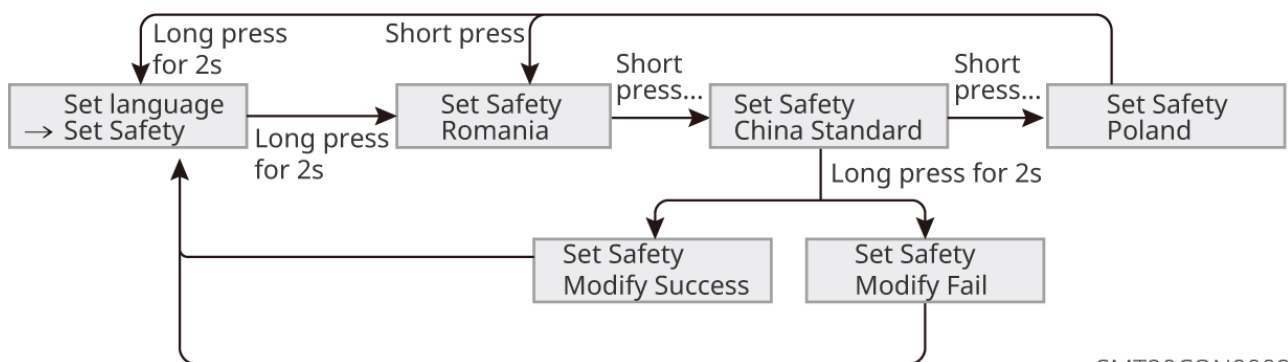 Long press
for 2s
Short press
Short
press...
Short
press...
Set language
→ Set Safety
Long press
for 2s
Set Safety
Romania
Set Safety
China Standard
Set Safety
Poland
Long press for 2s
Set Safety
Modify Success
Set Safety
Modify Fail